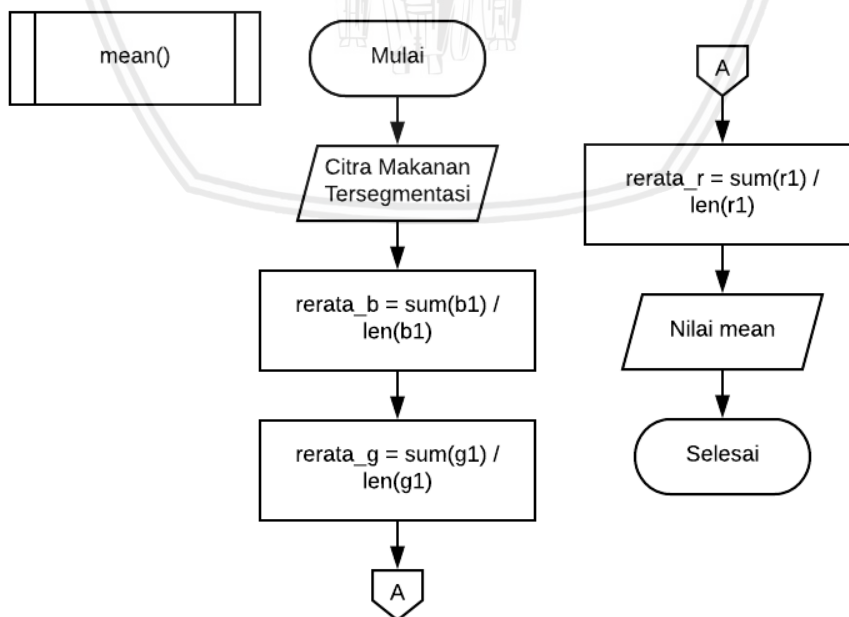 mean()
Mulai
Citra Makanan
Tersegmentasi
rerata_b = sum(b1) /
len(b1)
rerata_g = sum(g1) /
len(g1)
A
A
rerata_r = sum(r1) /
len(r1)
Nilai mean
Selesai